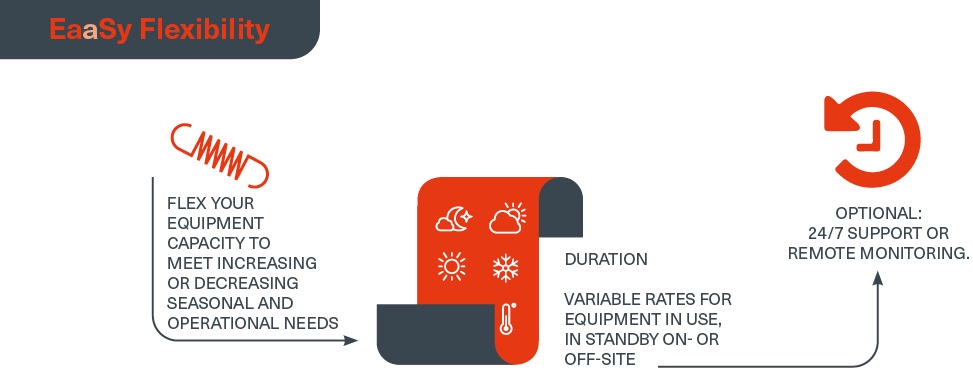 EaaSy Flexibility
FLEX YOUR
EQUIPMENT
CAPACITY TO
MEET INCREASING
OR DECREASING
SEASONAL AND
OPERATIONAL NEEDS
DURATION
VARIABLE RATES FOR
EQUIPMENT IN USE,
IN STANDBY ON- OR
OFF-SITE
OPTIONAL:
24/7 SUPPORT OR
REMOTE MONITORING.